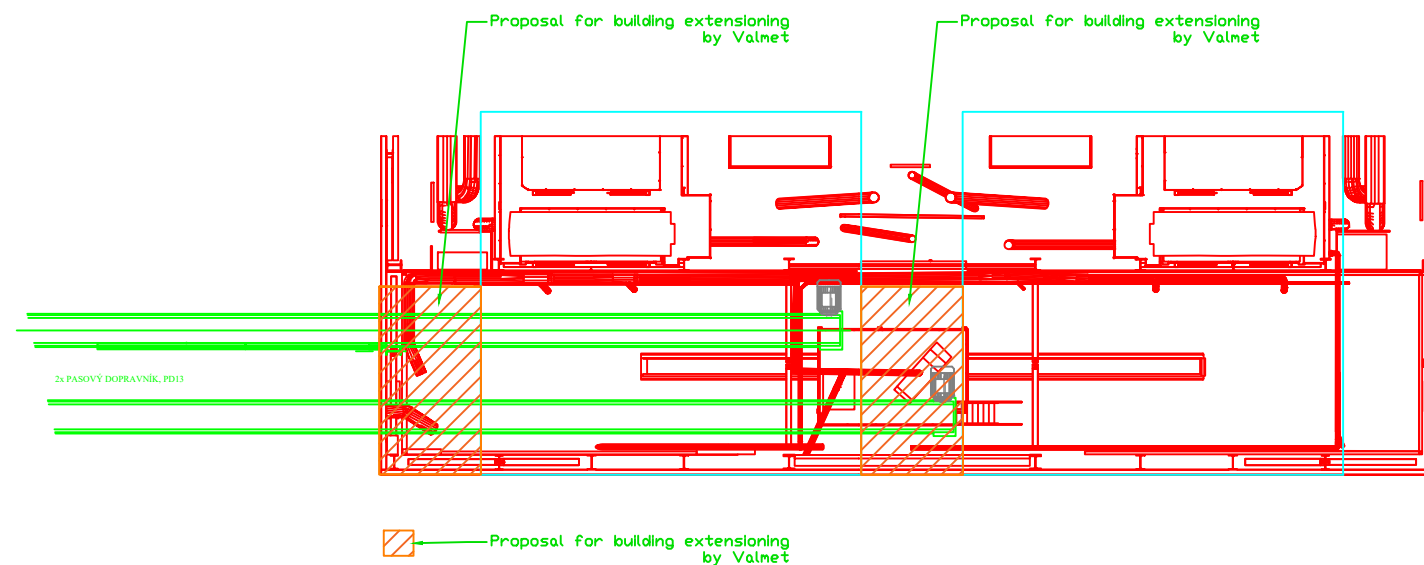 Proposal for building extensioning
by Valmet
Proposal for building extensioning
by Valmet
2x PASOVÝ DOPRAVNÍK, PD13
Proposal for building extensioning
by Valmet